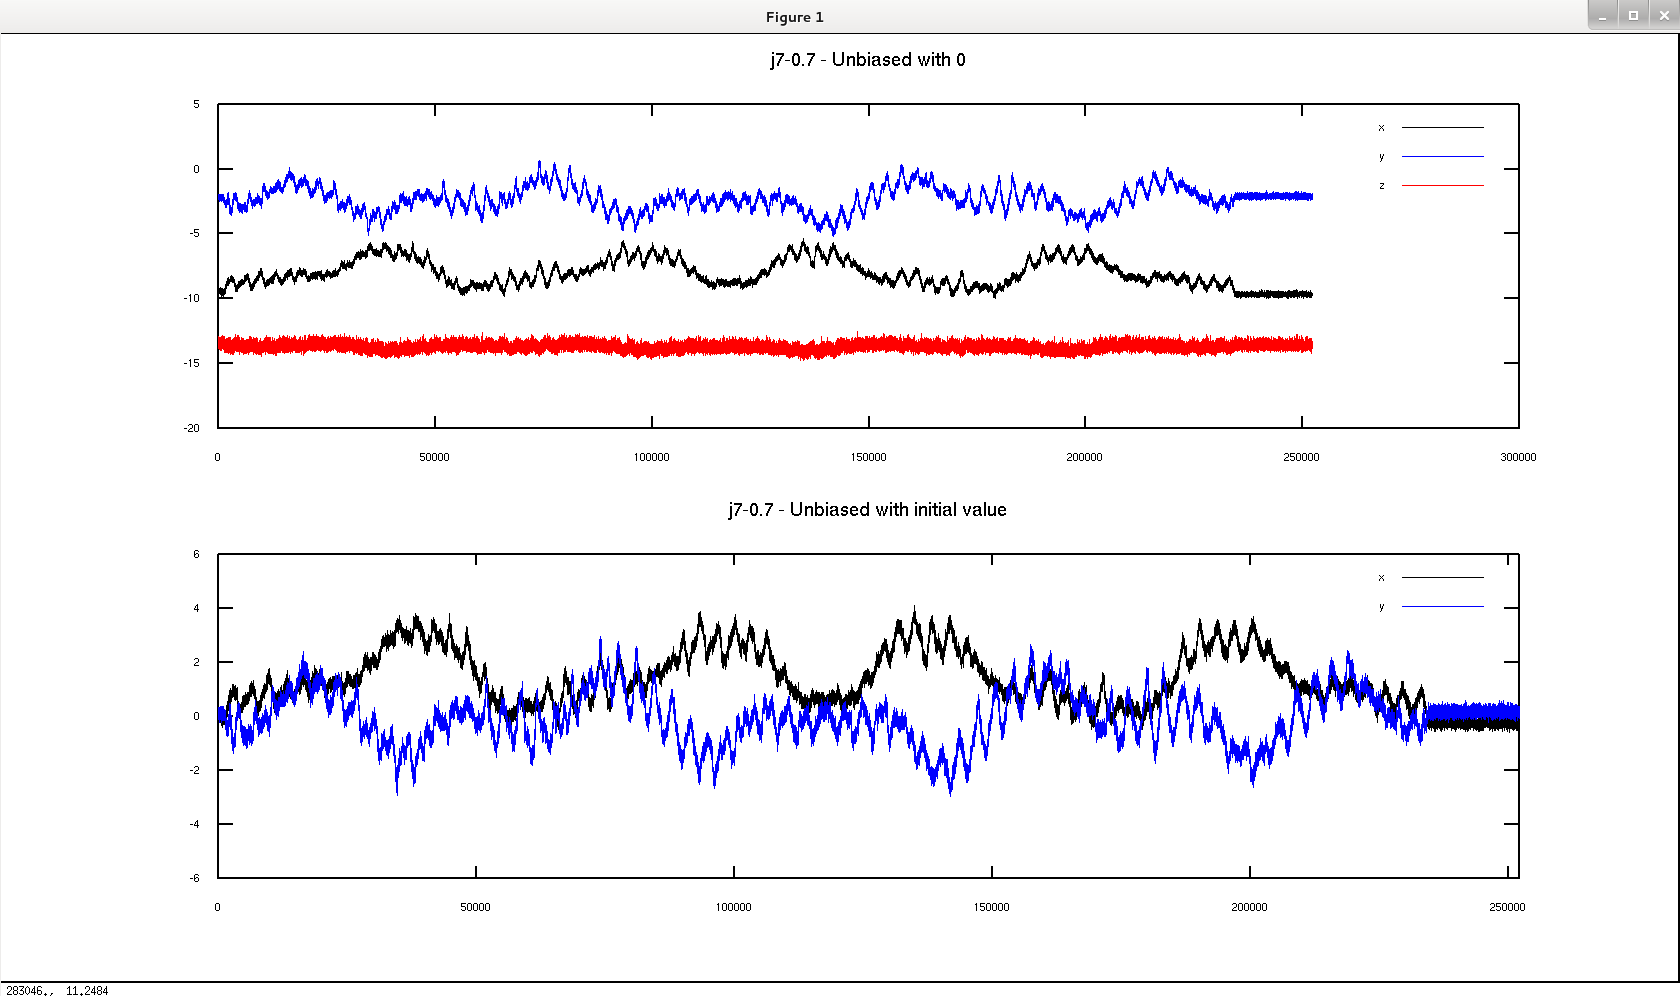 Figure 1
j7-0.7 - Unbiased with 0
5
x
y
0
z
-5
-10
-15
-20
0 50000 100000 150000 200000 250000 300000
j7-0.7 - Unbiased with initial value
6
x
y
4
2
0
-2
-4
-6
0 50000 100000 150000 200000 250000
283046., 11.2484